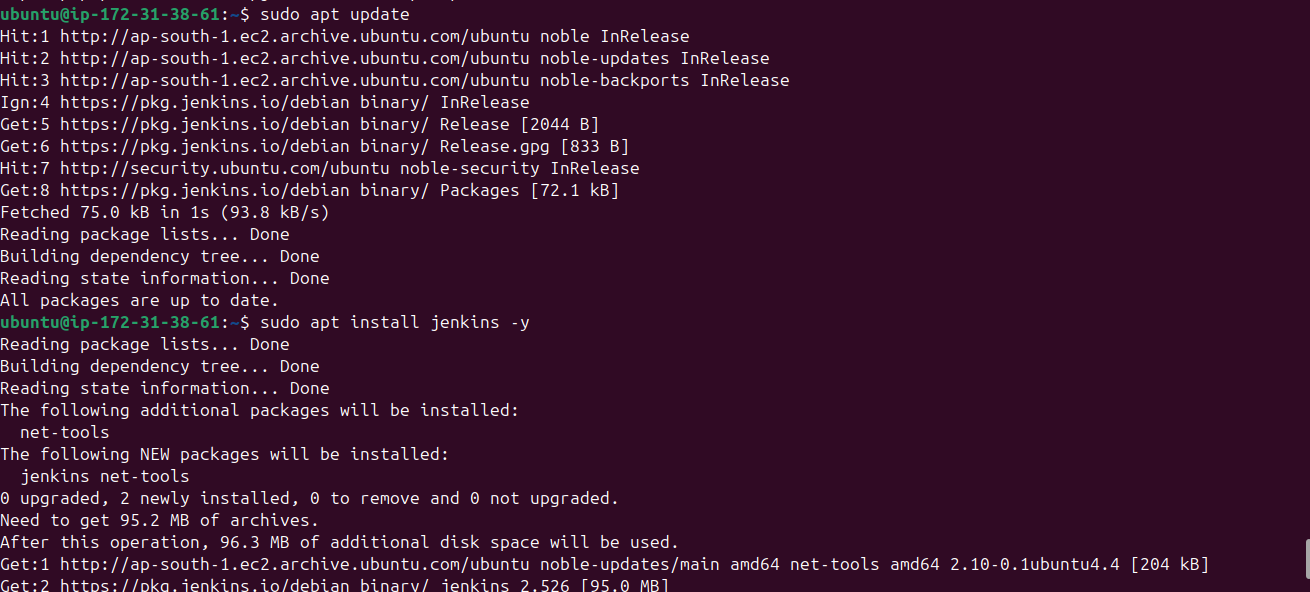 ubuntu@ip-172-31-38-61:~$ sudo apt update
Hit:1 http://ap-south-1.ec2.archive.ubuntu.com/ubuntu noble InRelease
Hit:2 http://ap-south-1.ec2.archive.ubuntu.com/ubuntu noble-updates InRelease
Hit:3 http://ap-south-1.ec2.archive.ubuntu.com/ubuntu noble-backports InRelease
Ign:4 https://pkg.jenkins.io/debian binary/ InRelease
Get:5 https://pkg.jenkins.io/debian binary/ Release [2044 B]
Get:6 https://pkg.jenkins.io/debian binary/ Release.gpg [833 B]
Hit:7 http://security.ubuntu.com/ubuntu noble-security InRelease
Get:8 https://pkg.jenkins.io/debian binary/ Packages [72.1 kB]
Fetched 75.0 kB in 1s (93.8 kB/s)
Reading package lists... Done
Building dependency tree... Done
Reading state information... Done
All packages are up to date.
ubuntu@ip-172-31-38-61:~$ sudo apt install jenkins -y
Reading package lists... Done
Building dependency tree... Done
Reading state information... Done
The following additional packages will be installed:
  net-tools
The following NEW packages will be installed:
  jenkins net-tools
0 upgraded, 2 newly installed, 0 to remove and 0 not upgraded.
Need to get 95.2 MB of archives.
After this operation, 96.3 MB of additional disk space will be used.
Get:1 http://ap-south-1.ec2.archive.ubuntu.com/ubuntu noble-updates/main amd64 net-tools amd64 2.10-0.1ubuntu4.4 [204 kB]
Get:2 https://pkg.jenkins.io/debian binary/ jenkins 2.526 [95.0 MB]